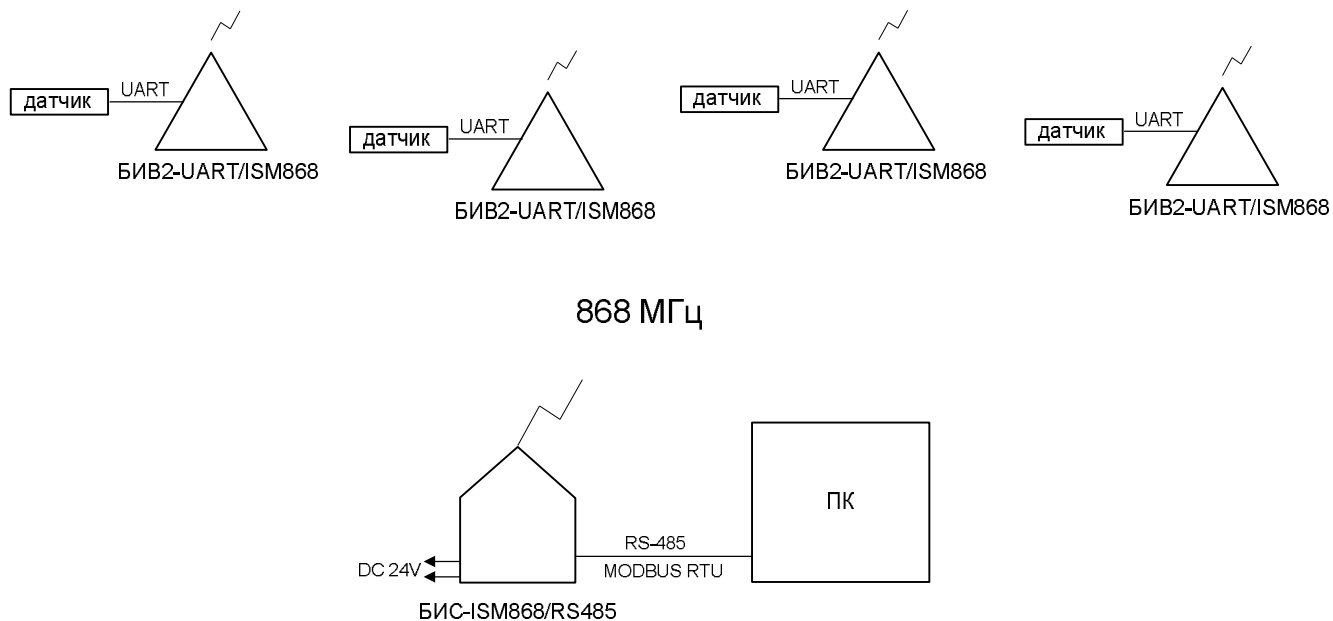 UART
датчик
БИВ2-UART/ISM868
UART
датчик
БИВ2-UART/ISM868
UART
датчик
БИВ2-UART/ISM868
UART
датчик
БИВ2-UART/ISM868
868 МГц
ПК
RS-485
MODBUS RTU
DC 24V
БИС-ISM868/RS485